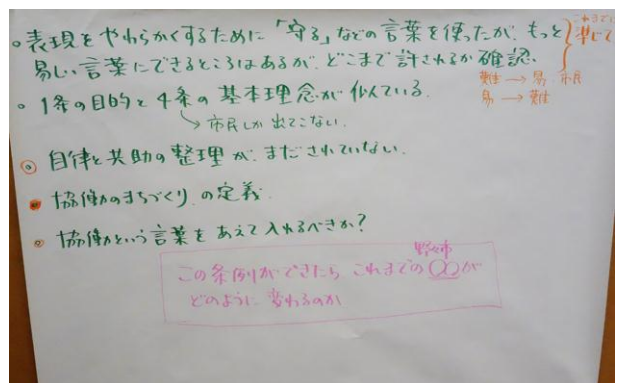 。表現をやわらかくするために「守る」などの言葉を使ったが、もっと
易しい言葉にできるところはあるが、どこまで許されるか確認、
これまでに
準じて
難 → 易 市民
易 → 難
。1条の目的と4条の基本理念が似ている。
→市民しか出てこない。
自律と共助の整理が、まだされていない。
協働のまちづくり の定義
協働という言葉をあえて入れるべきか?
この条例ができたら これまでの〇〇が
野々市
どのように変わるのか